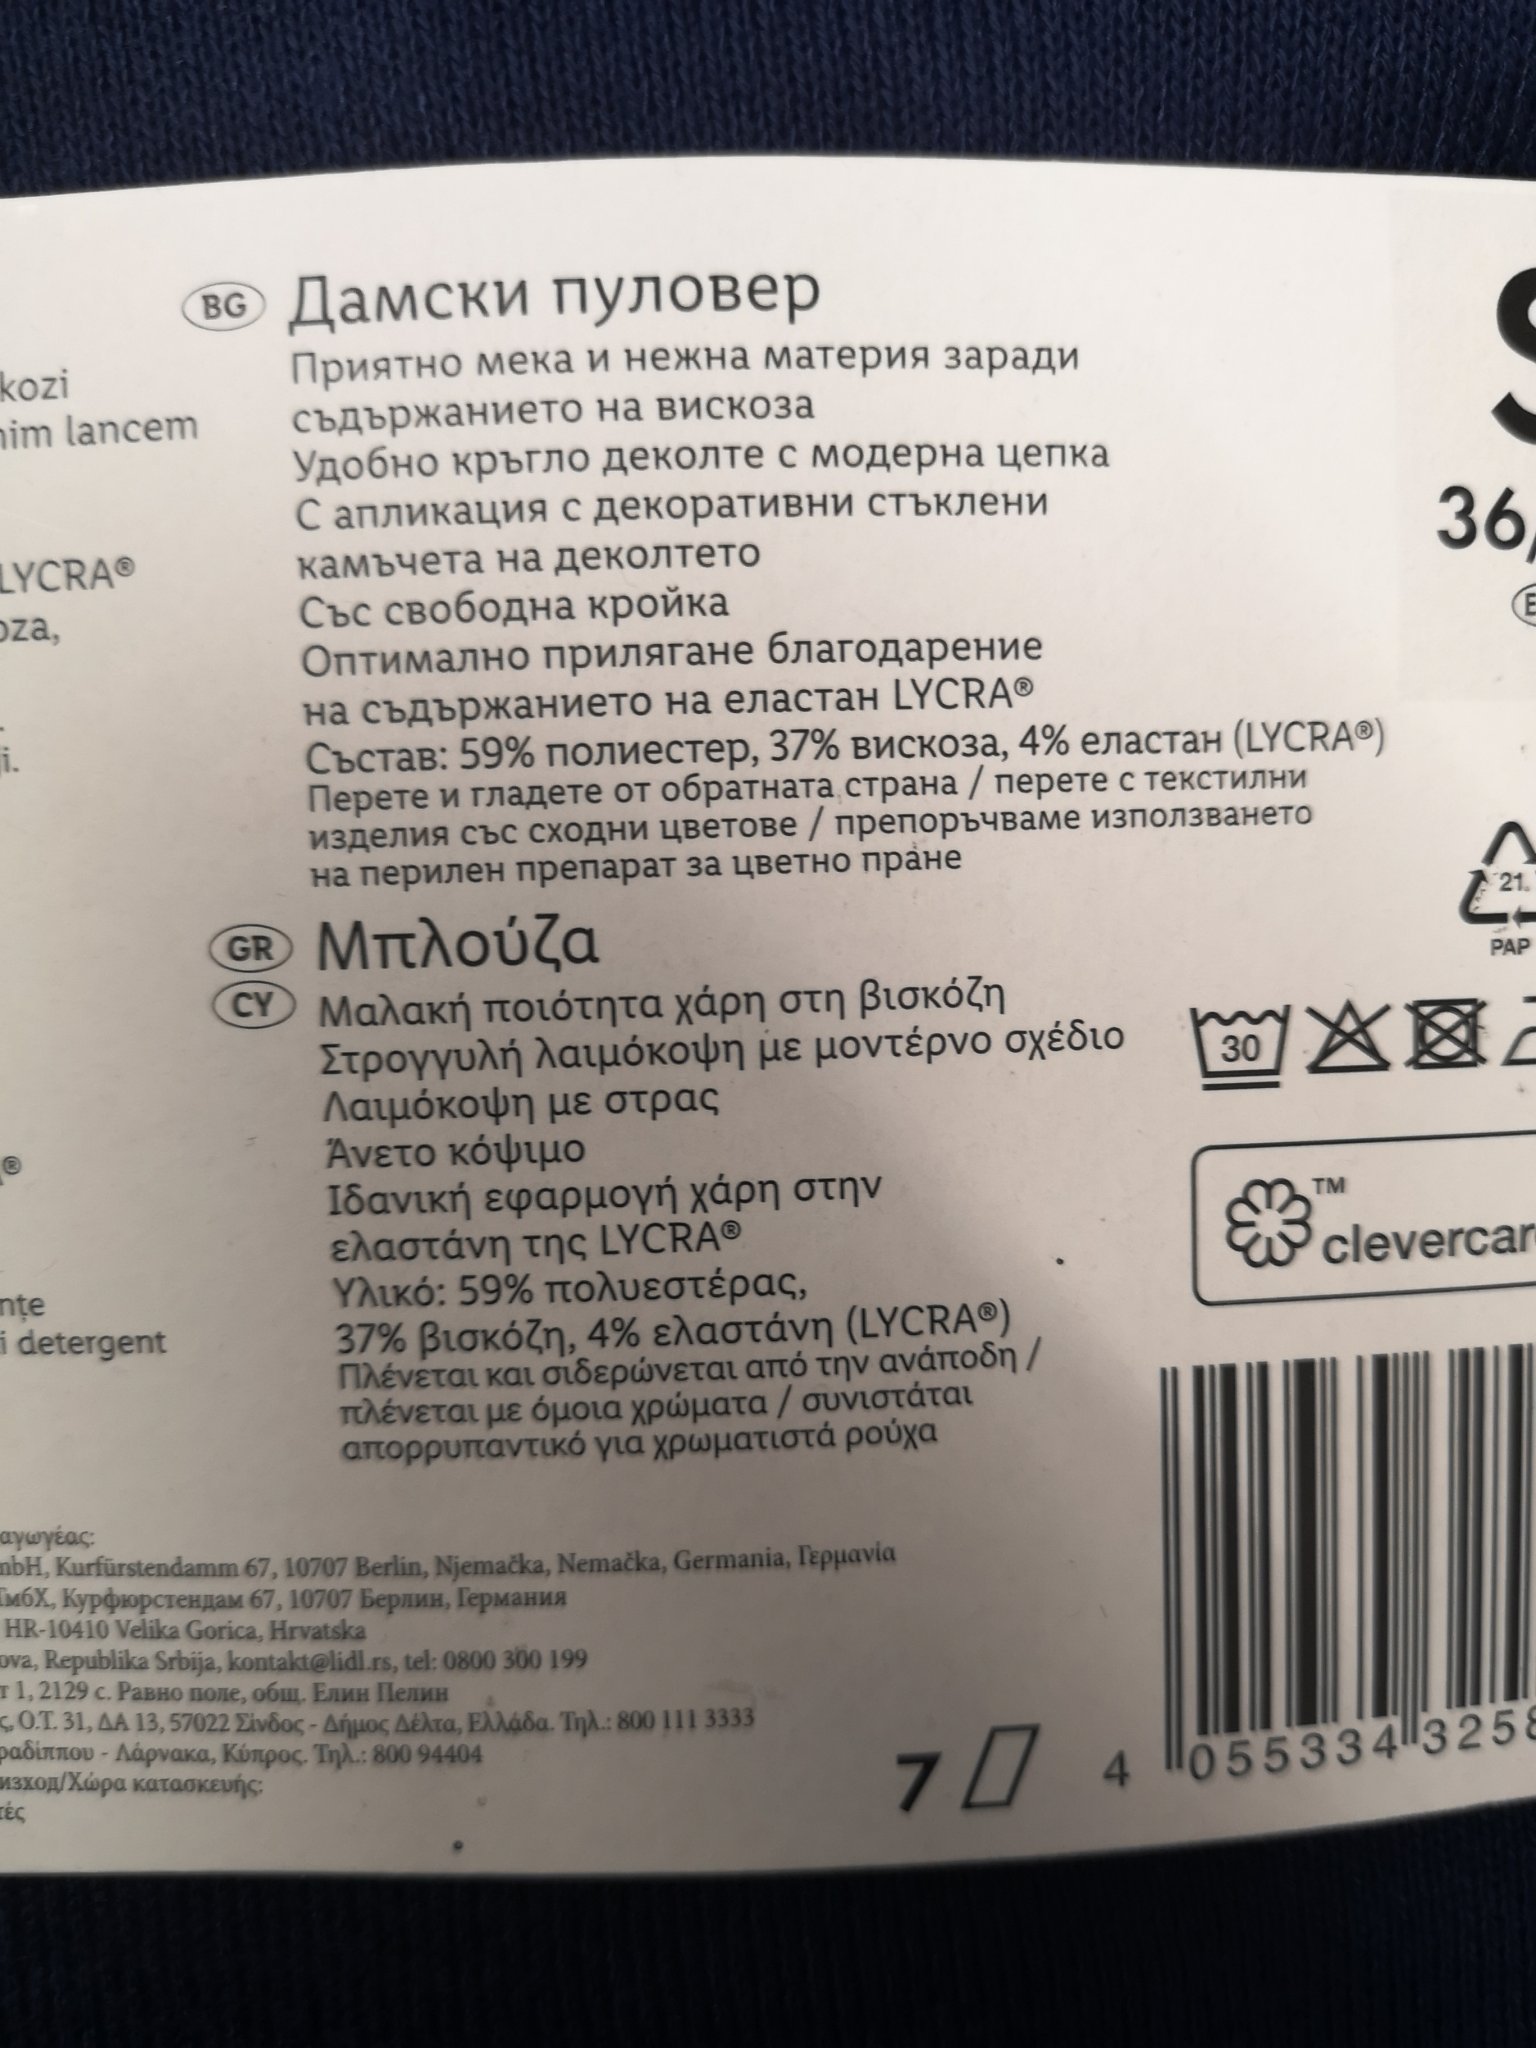 kozi
lancem
LYCRA®
BG Дамски пуловер
Приятно мека и нежна материя заради
съдържанието на вискоза
Удобно кръгло деколте с модерна цепка
С апликация с декоративни стъклени
камъчета на деколтето
Със свободна кройка
Оптимално прилягане благодарение
на съдържанието на еластан LYCRA®
Състав: 59% полиестер, 37% вискоза, 4% еластан (LYCRA®)
Перете и гладете от обратната страна / перете с текстилни
изделия със сходни цветове / препоръчваме използването
на перилен препарат за цветно пране
GR Μπλούζα
CY Μαλακή ποιότητα χάρη στη βισκόζη
Στρογγυλή λαιμόκοψη με μοντέρνο σχέδιο
Λαιμόκοψη με στρας
Άνετο κόψιμο
Ιδανική εφαρμογή χάρη στην
ελαστάνη της LYCRA®
Υλικό: 59% πολυεστέρας,
37% βισκόζη, 4% ελαστάνη (LYCRA®)
Πλένεται και σιδερώνεται από την ανάποδη /
πλένεται με όμοια χρώματα / συνιστάται
απορρυπαντικό για χρωματιστά ρούχα
detergent
Kurfürstendamm 67, 10707 Berlin, Njemačka, Nemačka, Germania, Γερμανία
Курфюрстендам 67, 10707 Берлин, Германия
HR-10410 Velika Gorica, Hrvatska
Republika Srbija, kontakt@lidl.rs, tel: 0800 300 199
1, 2129 с. Равно поле, общ. Елин Пелин
Ο.Τ. 31, ΔΑ 13, 57022 Σίνδος - Δήμος Δέλτα, Ελλάδα. Τηλ.: 800 111 3333
- Λάρνακα, Κύπρος. Τηλ.: 800 94404
κατασκευής:
S
36/
21
PAP
30
™
clevercare
7
4 055334 3258